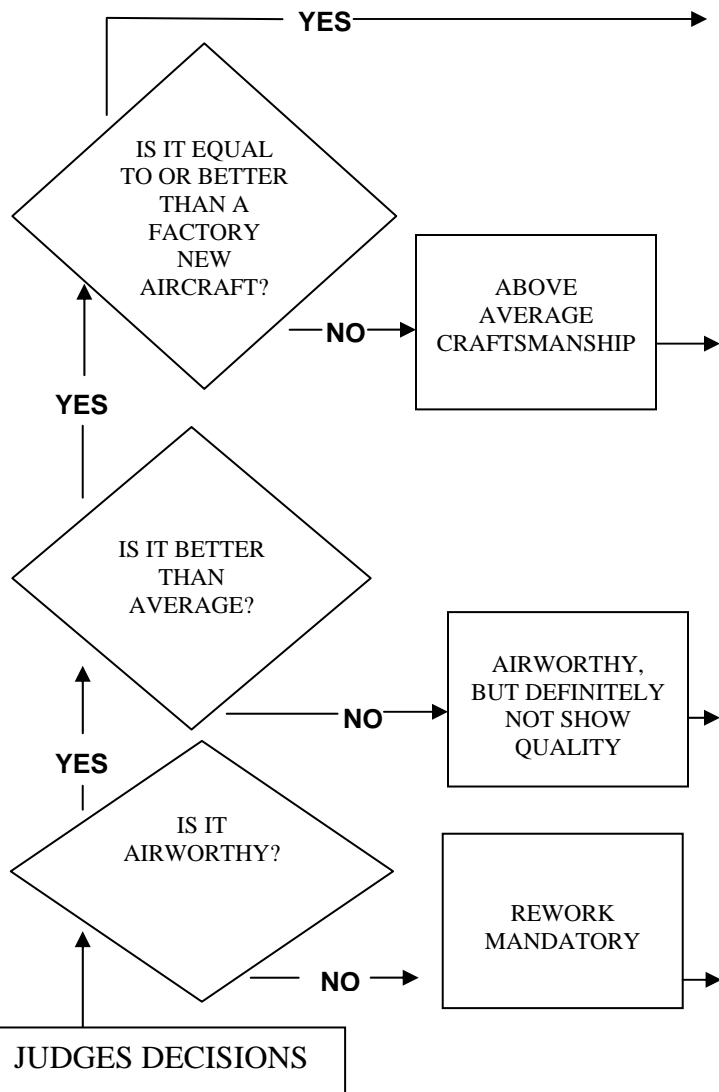 YES
IS IT EQUAL
TO OR BETTER
THAN A
FACTORY
NEW
AIRCRAFT?
NO
ABOVE
AVERAGE
CRAFTSMANSHIP
YES
IS IT BETTER
THAN
AVERAGE?
NO
AIRWORTHY,
BUT DEFINITELY
NOT SHOW
QUALITY
YES
IS IT
AIRWORTHY?
NO
REWORK
MANDATORY
JUDGES DECISIONS